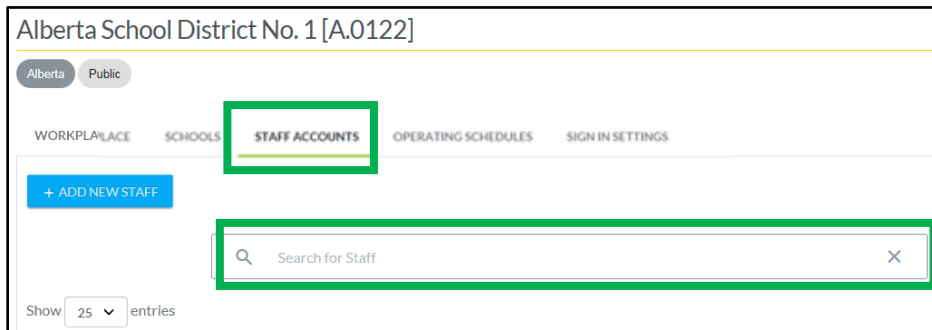 Alberta School District No. 1 [A.0122]
Alberta Public
WORKPLALACE SCHOOLS STAFF ACCOUNTS OPERATING SCHEDULES SIGN IN SETTINGS
+ ADD NEW STAFF
Search for Staff
Show 25 entries